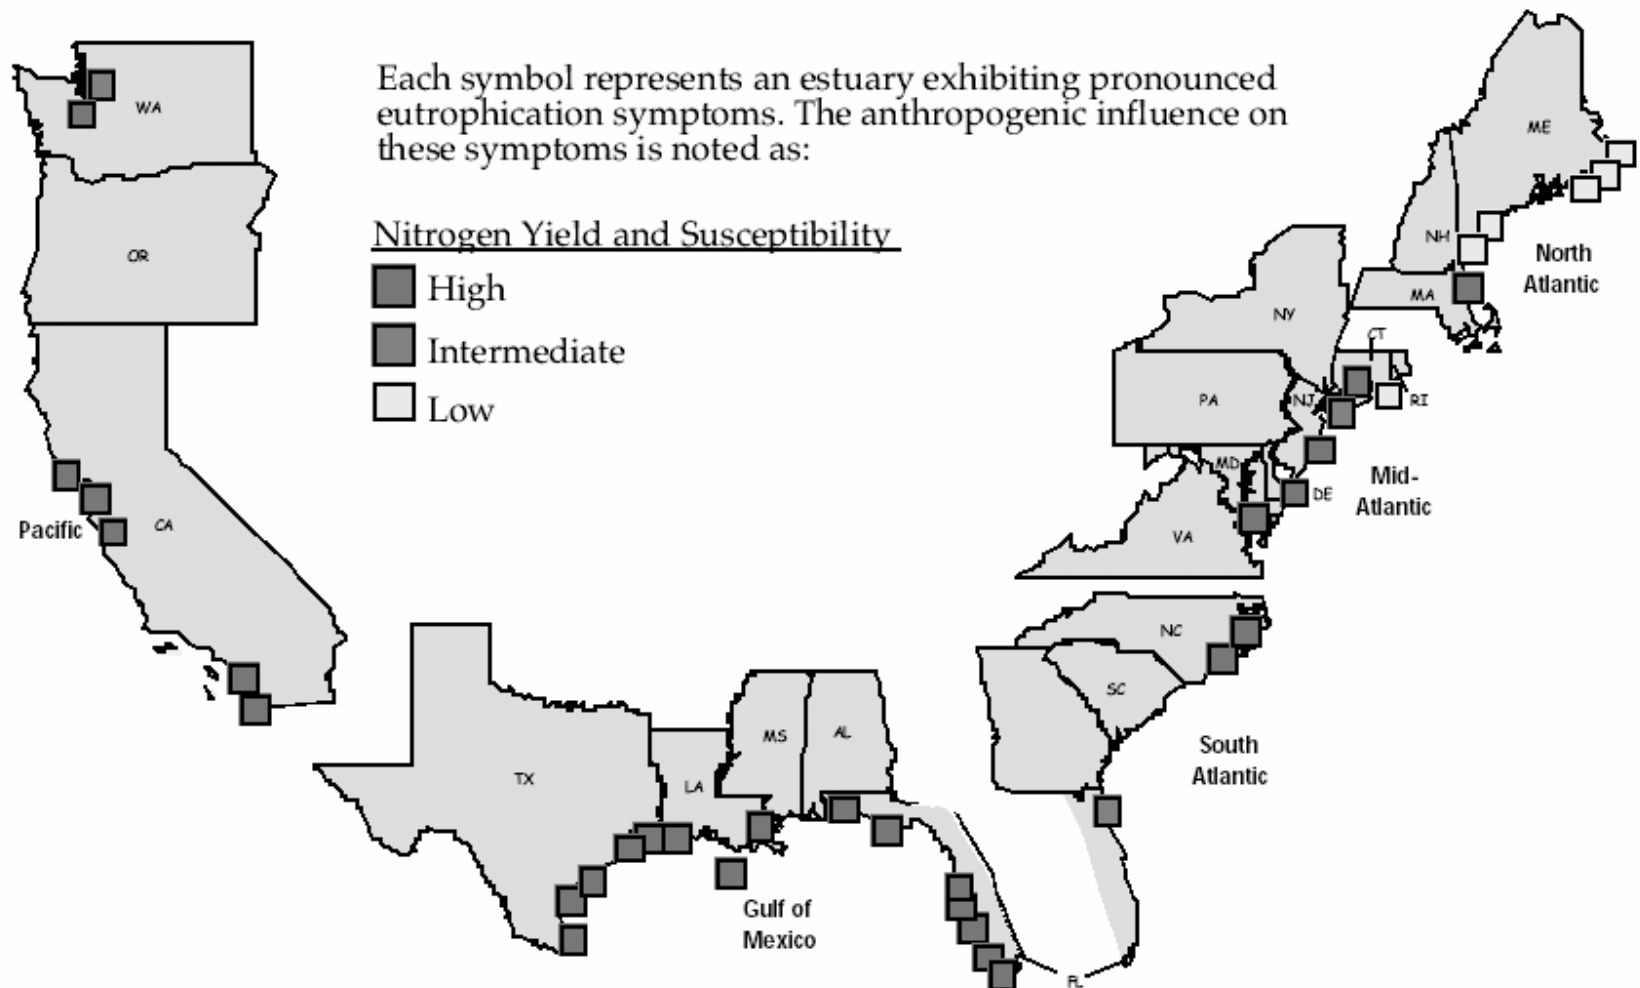 Each symbol represents an estuary exhibiting pronounced
eutrophication symptoms. The anthropogenic influence on
these symptoms is noted as:
Nitrogen Yield and Susceptibility
High
Intermediate
Low
WA
OR
CA
Pacific
TX
LA
MS
AL
Gulf of
Mexico
FL
South
Atlantic
SC
NC
VA
MD
DE
Mid-
Atlantic
PA
NJ
NY
CT
RI
MA
NH
ME
North
Atlantic